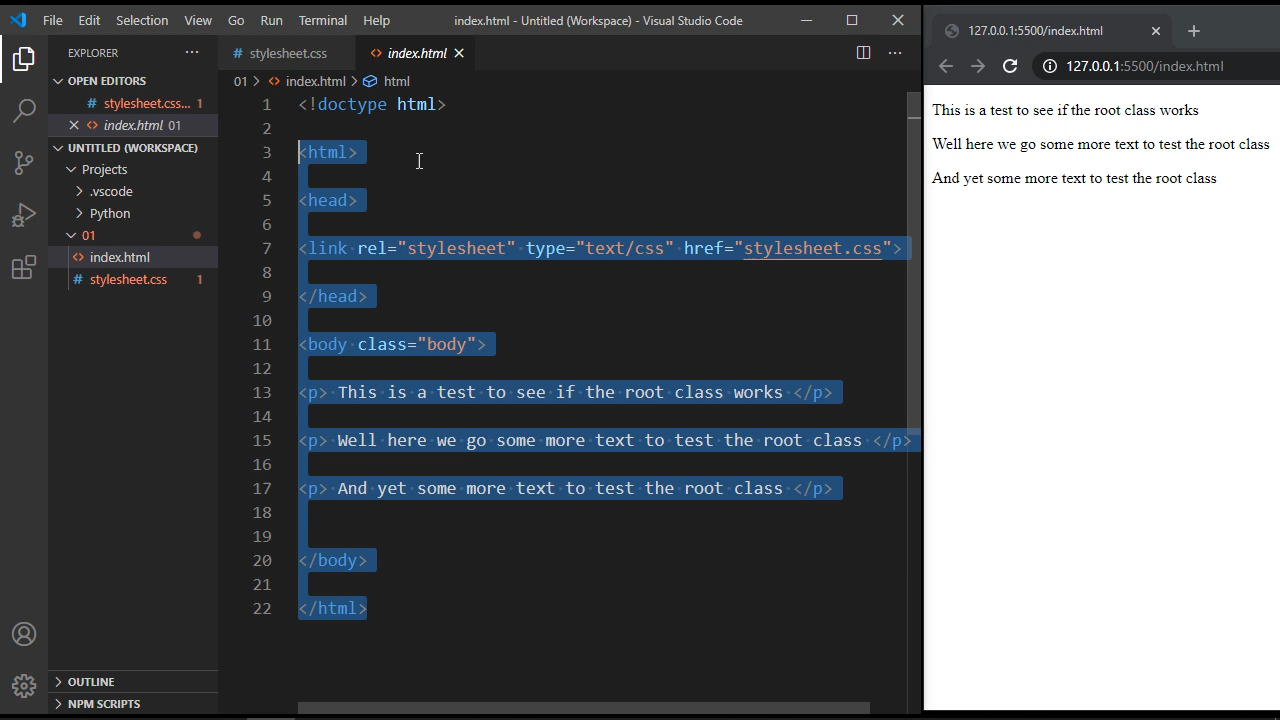 File Edit Selection View Go Run Terminal Help index.html - Untitled (Workspace) - Visual Studio Code
EXPLORER
OPEN EDITORS
# stylesheet.css... 1
index.html 01
UNTITLED (WORKSPACE)
Projects
.vscode
Python
01
index.html
# stylesheet.css 1
OUTLINE
NPM SCRIPTS
# stylesheet.css <> index.html
01 > <> index.html > html
1 <!doctype html>
2
3 <html>
4
5 <head>
6
7 <link rel="stylesheet" type="text/css" href="stylesheet.css">
8
9 </head>
10
11 <body class="body">
12
13 <p> This is a test to see if the root class works </p>
14
15 <p> Well here we go some more text to test the root class </p>
16
17 <p> And yet some more text to test the root class </p>
18
19
20 </body>
21
22 </html>
127.0.0.1:5500/index.html
127.0.0.1:5500/index.html
This is a test to see if the root class works
Well here we go some more text to test the root class
And yet some more text to test the root class